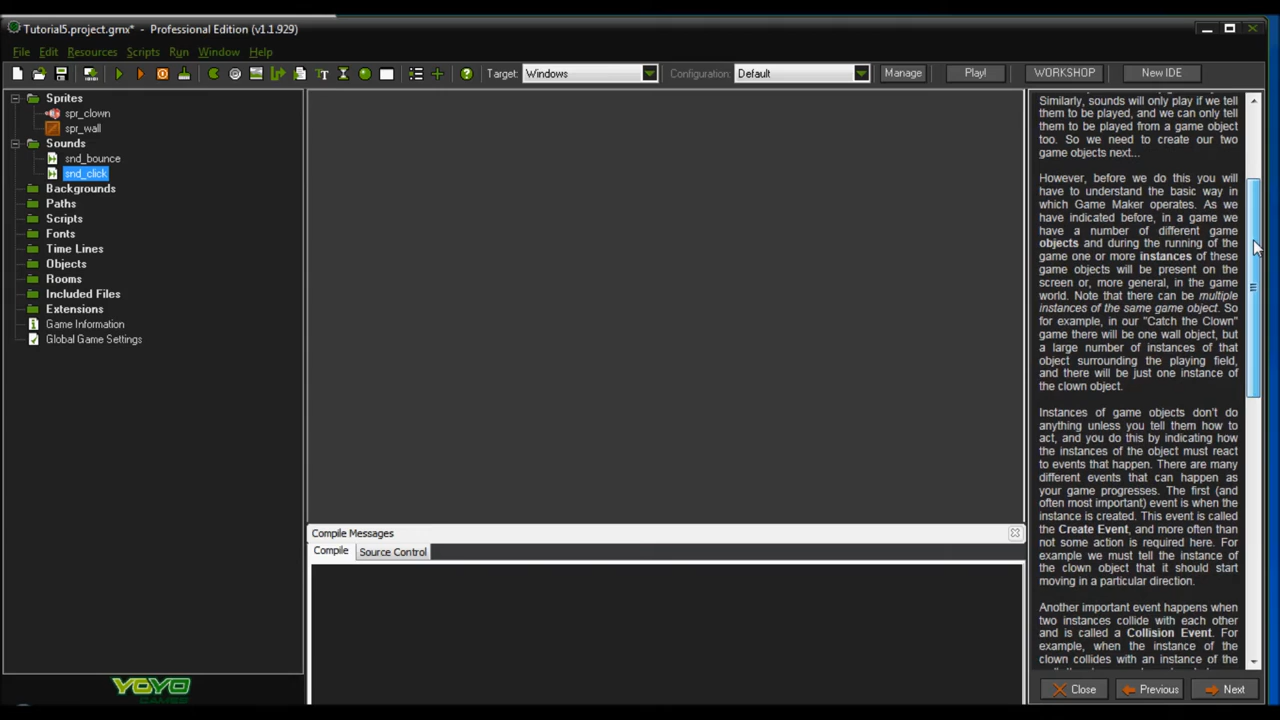 Tutorial5.project.gmx* - Professional Edition (v1.1.929)
File Edit Resources Scripts Run Window Help
Target: Windows Configuration: Default Manage Play! WORKSHOP New IDE
Sprites
spr_clown
spr_wall
Sounds
snd_bounce
snd_click
Backgrounds
Paths
Scripts
Fonts
Time Lines
Objects
Rooms
Included Files
Extensions
Game Information
Global Game Settings
YOYO
GAMES
Compile Messages
Compile Source Control
Similarly, sounds will only play if we tell
them to be played, and we can only tell
them to be played from a game object
too. So we need to create our two
game objects next...
However, before we do this you will
have to understand the basic way in
which Game Maker operates. As we
have indicated before, in a game we
have a number of different game
objects and during the running of the
game one or more instances of these
game objects will be present on the
screen or, more general, in the game
world. Note that there can be multiple
instances of the same game object. So
for example, in our "Catch the Clown"
game there will be one wall object, but
a large number of instances of that
object surrounding the playing field,
and there will be just one instance of
the clown object.
Instances of game objects don't do
anything unless you tell them how to
act, and you do this by indicating how
the instances of the object must react
to events that happen. There are many
different events that can happen as
your game progresses. The first (and
often most important) event is when the
instance is created. This event is called
the Create Event, and more often than
not some action is required here. For
example we must tell the instance of
the clown object that it should start
moving in a particular direction.
Another important event happens when
two instances collide with each other
and is called a Collision Event. For
example, when the instance of the
clown collides with an instance of the
Close Previous Next